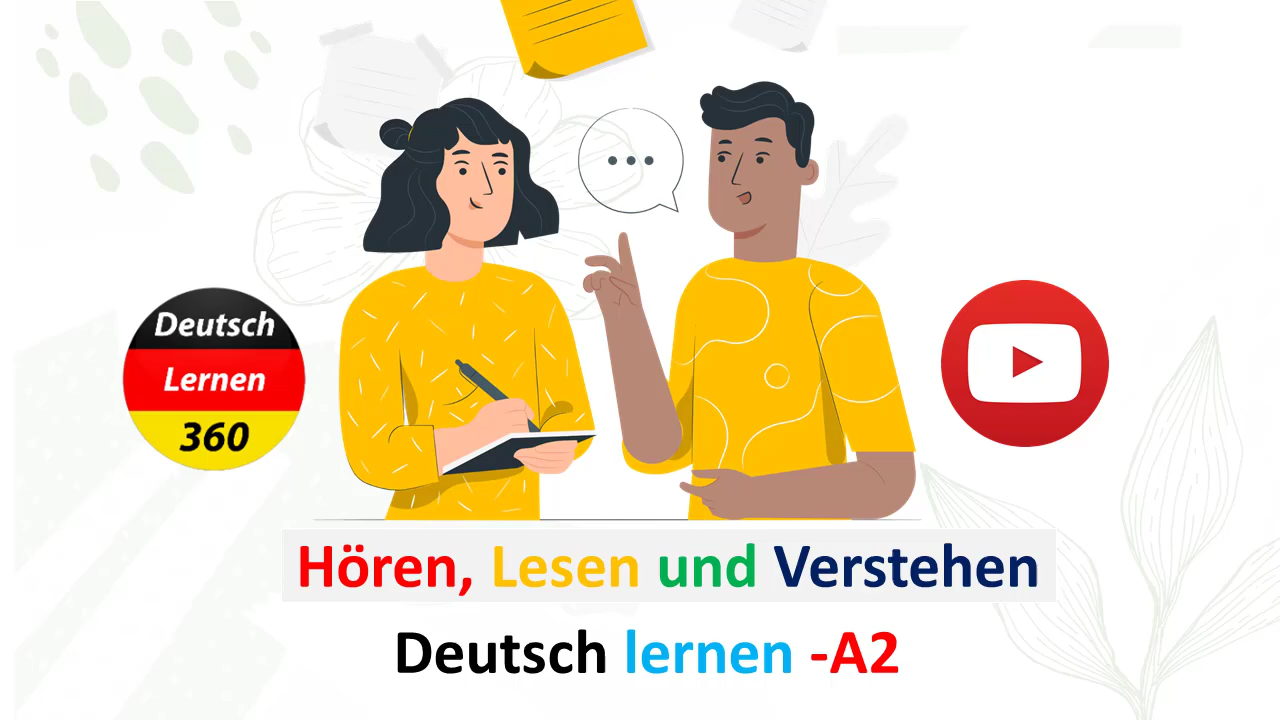 Deutsch
Lernen
360
Hören, Lesen und Verstehen
Deutsch lernen -A2